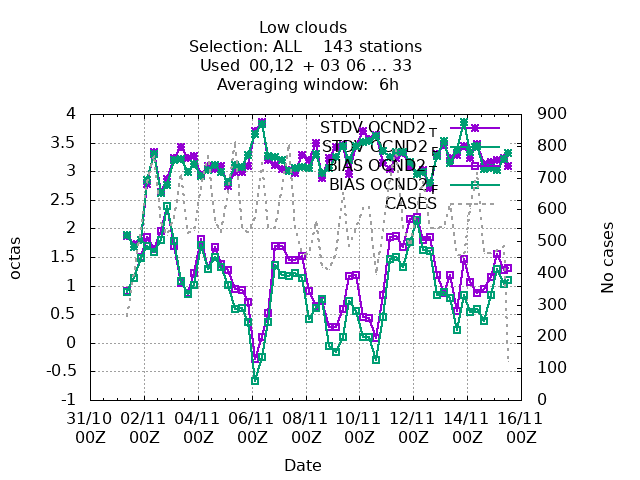 Low clouds
Selection: ALL    143 stations
Used  00,12  + 03 06 ... 33
Averaging window:  6h
4
3.5
3
2.5
2
1.5
1
0.5
0
-0.5
-1
octas
900
800
700
600
500
400
300
200
100
0
No cases
STDV OCND2_T
STDV OCND2_F
BIAS OCND2_T
BIAS OCND2_F
CASES
31/10 02/11 04/11 06/11 08/11 10/11 12/11 14/11 16/11
00Z 00Z 00Z 00Z 00Z 00Z 00Z 00Z 00Z
Date